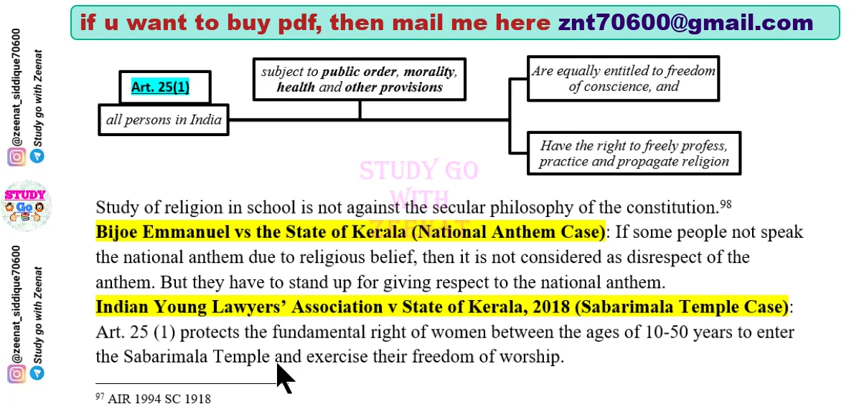 if u want to buy pdf, then mail me here znt70600@gmail.com
@zeenat_siddique70600
Study go with Zeenat
STUDY
Go
@zeenat_siddique70600
Study go with Zeenat
Art. 25(1)
all persons in India
subject to public order, morality,
health and other provisions
Are equally entitled to freedom
of conscience, and
Have the right to freely profess,
practice and propagate religion
STUDY GO
WITH
ZEENAT
Study of religion in school is not against the secular philosophy of the constitution.98
Bijoe Emmanuel vs the State of Kerala (National Anthem Case): If some people not speak
the national anthem due to religious belief, then it is not considered as disrespect of the
anthem. But they have to stand up for giving respect to the national anthem.
Indian Young Lawyers’ Association v State of Kerala, 2018 (Sabarimala Temple Case):
Art. 25 (1) protects the fundamental right of women between the ages of 10-50 years to enter
the Sabarimala Temple and exercise their freedom of worship.
97 AIR 1994 SC 1918